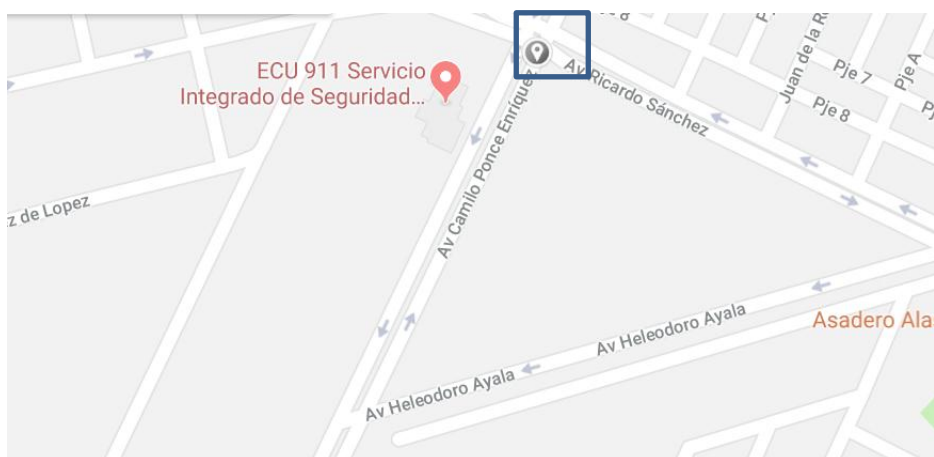 ECU 911 Servicio
Integrado de Seguridad...
Av Ricardo Sánchez
Juan de la
Pje 7
Pje A
Pje 8
Av Camilo Ponce Enríquez
z de Lopez
Av Heleodoro Ayala
Asadero Ala
Av Heleodoro Ayala